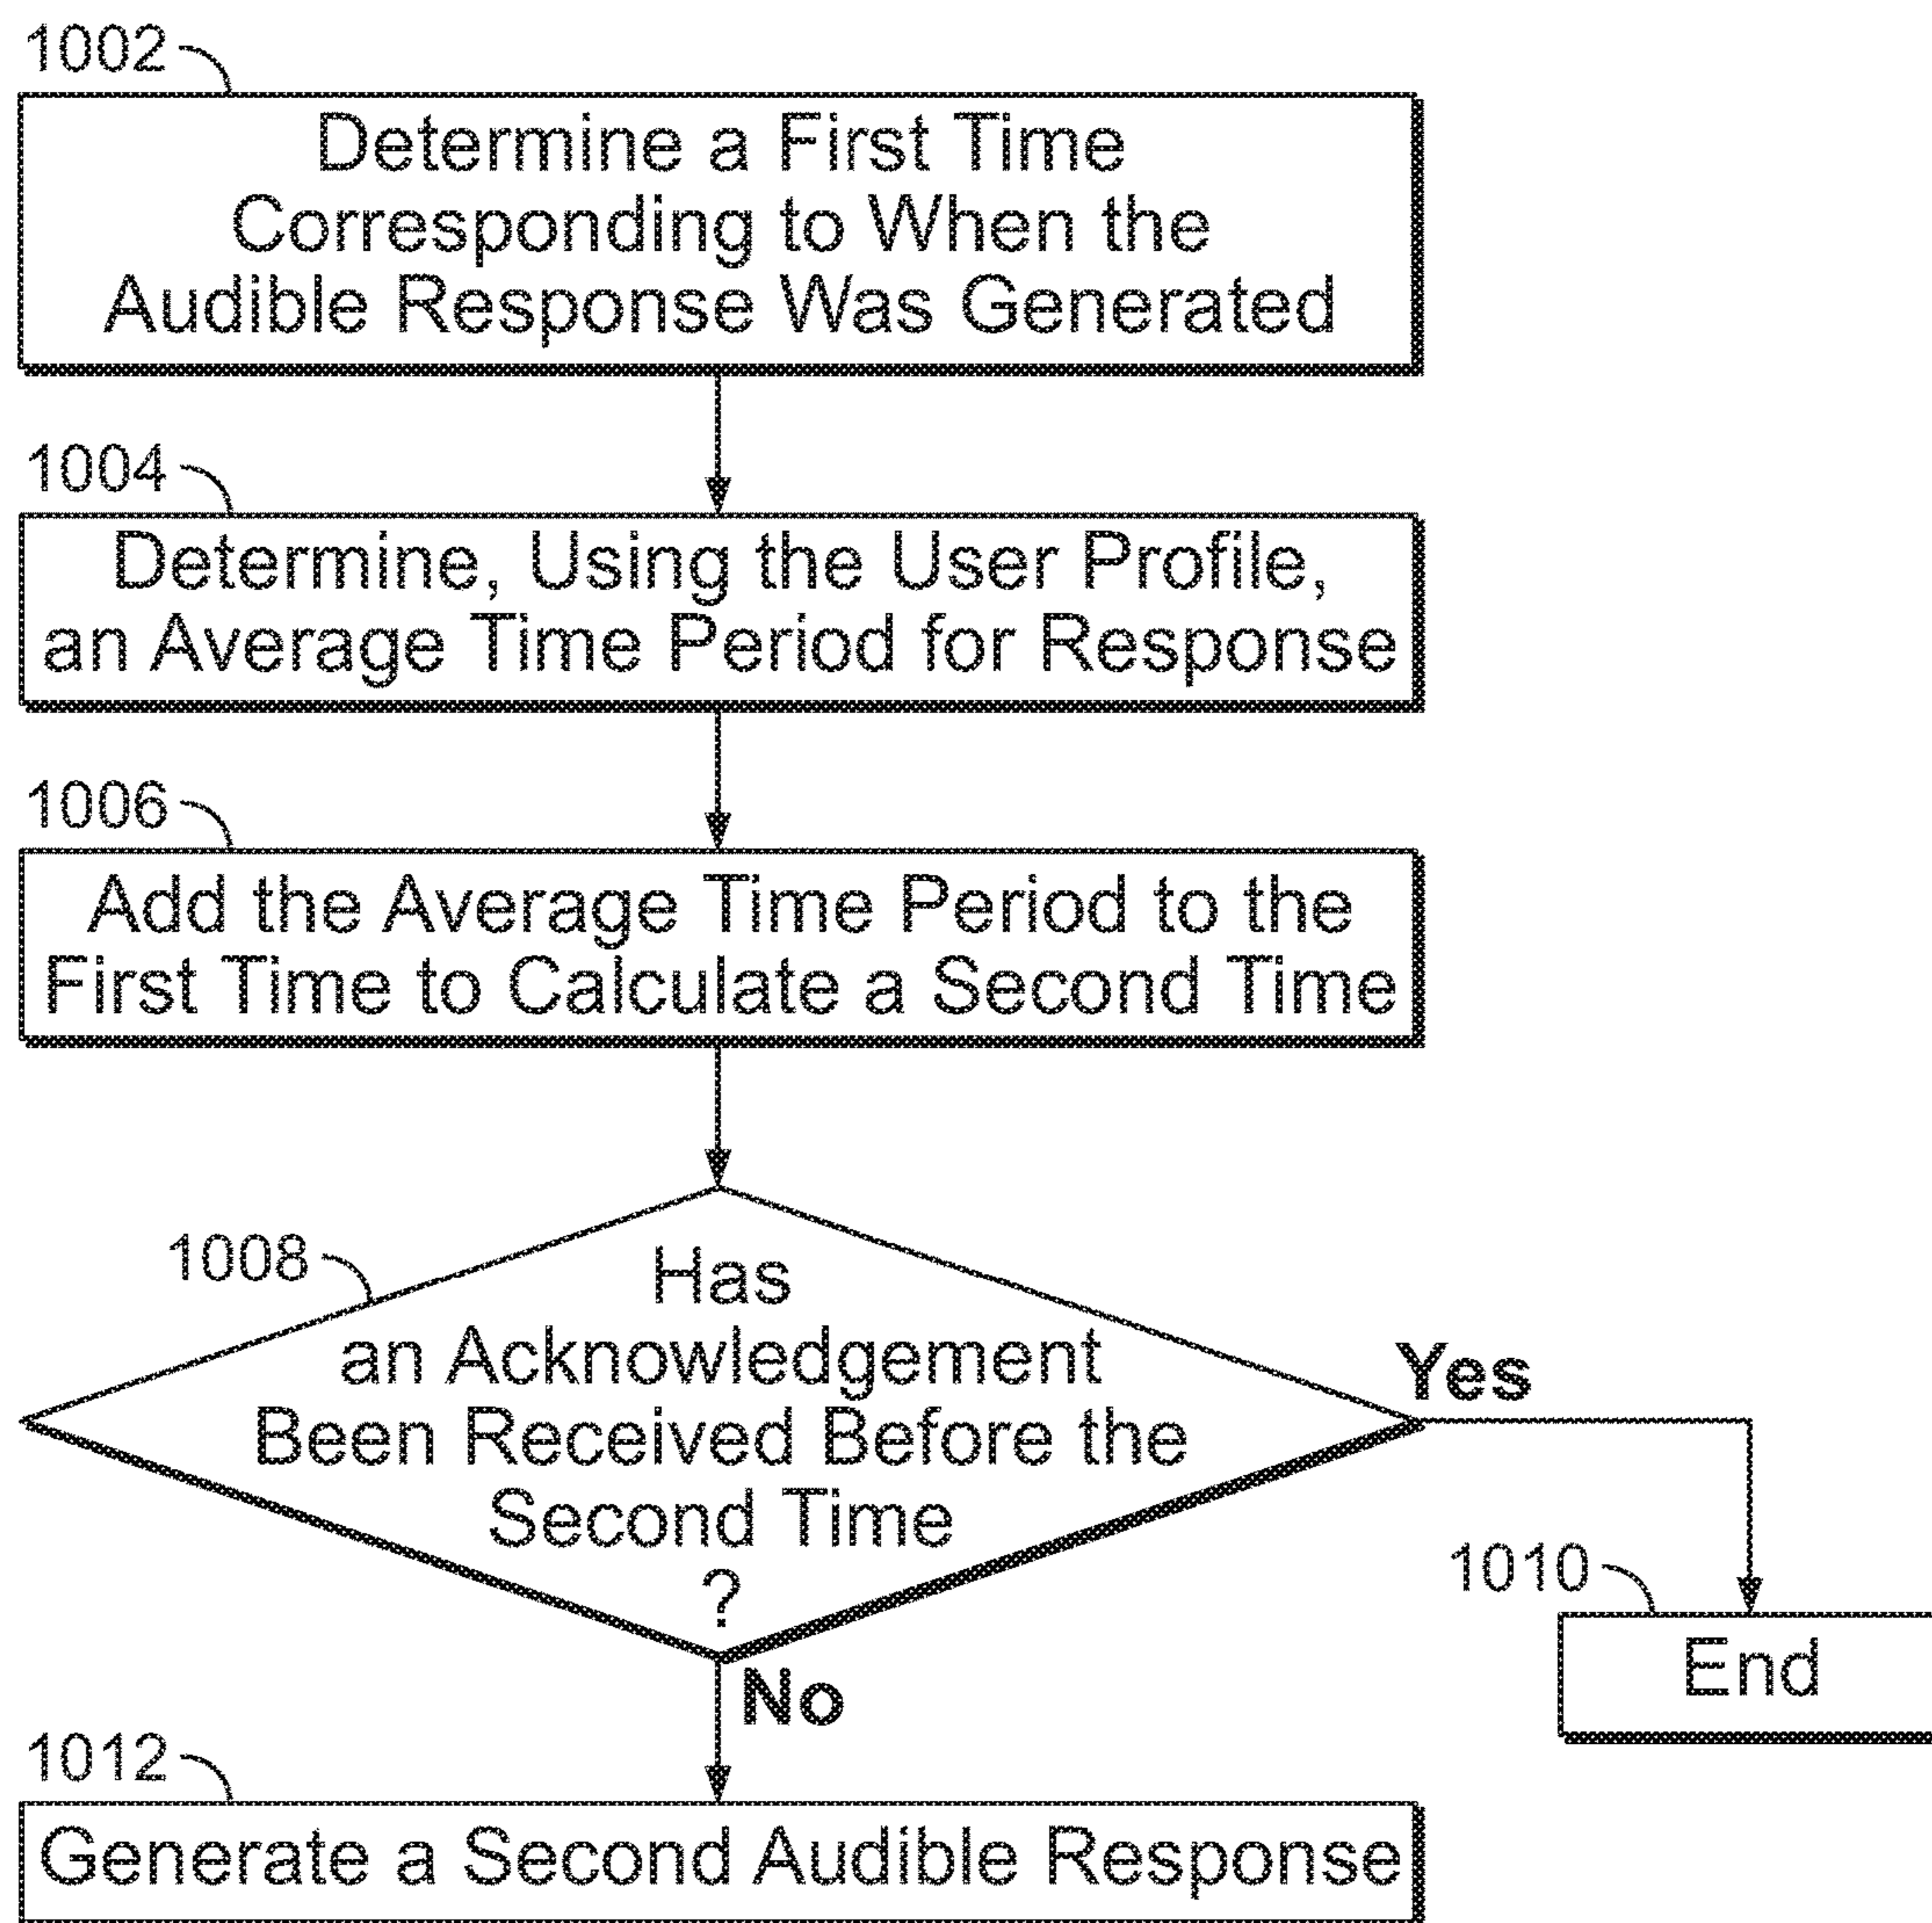 1002
Determine a First Time
Corresponding to When the
Audible Response Was Generated
1004
Determine, Using the User Profile,
an Average Time Period for Response
1006
Add the Average Time Period to the
First Time to Calculate a Second Time
1008
Has
an Acknowledgement
Been Received Before the
Second Time
?
Yes
1010
End
No
1012
Generate a Second Audible Response